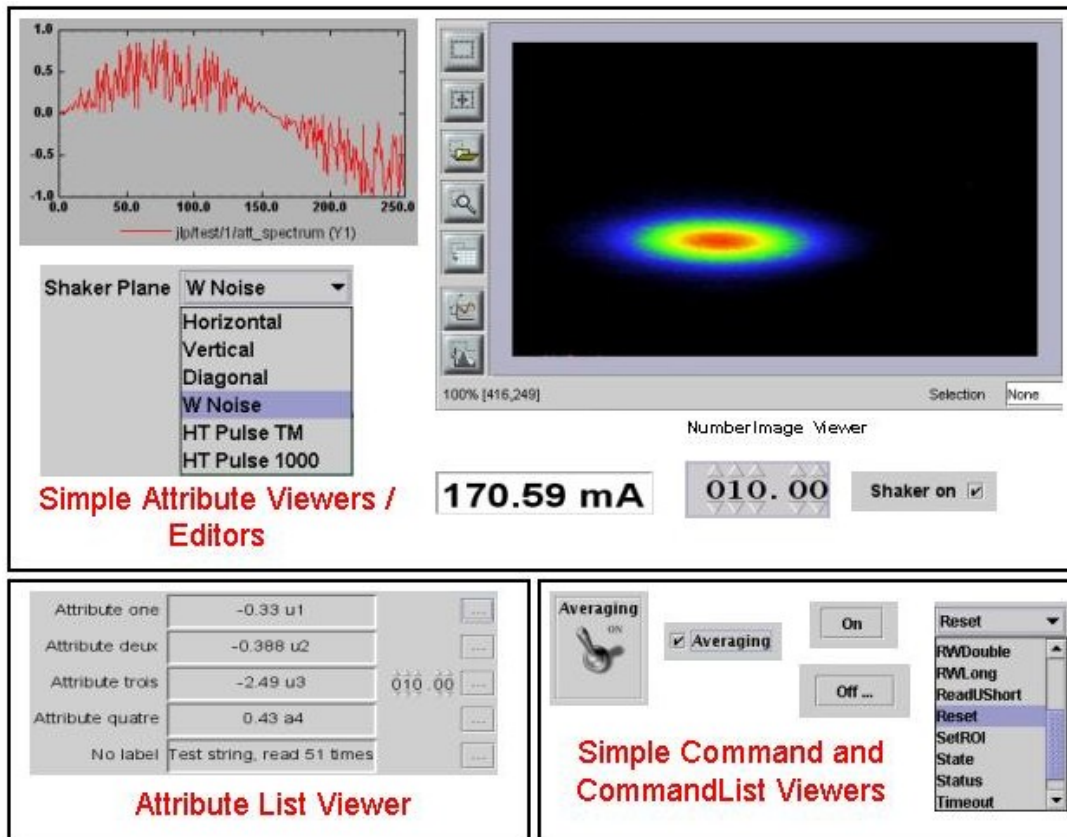 1.0
0.5
0.0
-0.5
-1.0
0.0 50.0 100.0 150.0 200.0 250.0
jlp/test/1/att_spectrum (Y1)
Shaker Plane W Noise
Horizontal
Vertical
Diagonal
W Noise
HT Pulse TM
HT Pulse 1000
Simple Attribute Viewers /
Editors
100% [416,249]
Selection None
NumberImage Viewer
170.59 mA
010.00
Shaker on
Attribute one -0.33 u1 ...
Attribute deux -0.388 u2 ...
Attribute trois -2.49 u3 010.00 ...
Attribute quatre 0.43 a4 ...
No label Test string, read 51 times ...
Attribute List Viewer
Averaging
ON
Averaging
On
Off ...
Reset
RWDouble
RWLong
ReadUShort
Reset
SetROI
State
Status
Timeout
Simple Command and
CommandList Viewers